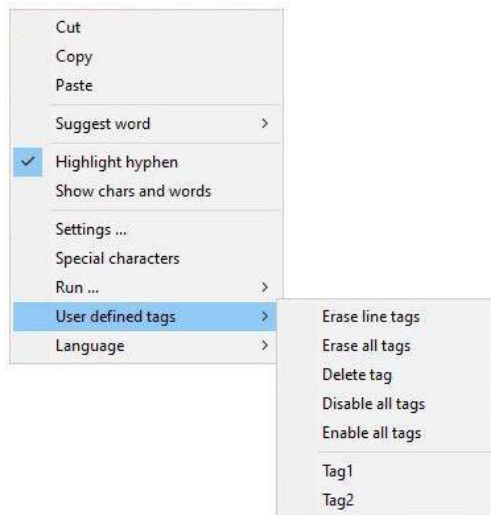 Cut
Copy
Paste
Suggest word
Highlight hyphen
Show chars and words
Settings ...
Special characters
Run ...
User defined tags
Language
Erase line tags
Erase all tags
Delete tag
Disable all tags
Enable all tags
Tag1
Tag2